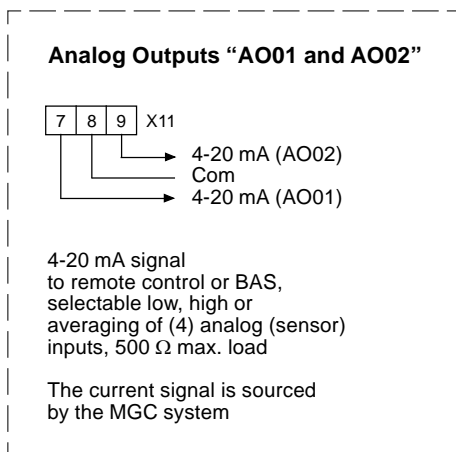 Analog Outputs “AO01 and AO02”
7 8 9 X11
4-20 mA (AO02)
Com
4-20 mA (AO01)
4-20 mA signal
to remote control or BAS,
selectable low, high or
averaging of (4) analog (sensor)
inputs, 500 Ω max. load
The current signal is sourced
by the MGC system